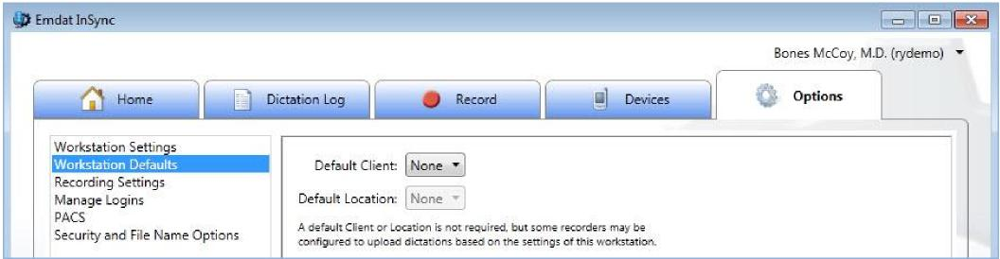 Emdat InSync
Bones McCoy, M.D. (rydemo)
Home
Dictation Log
Record
Devices
Options
Workstation Settings
Workstation Defaults
Recording Settings
Manage Logins
PACS
Security and File Name Options
Default Client: None
Default Location: None
A default Client or Location is not required, but some recorders may be
configured to upload dictations based on the settings of this workstation.